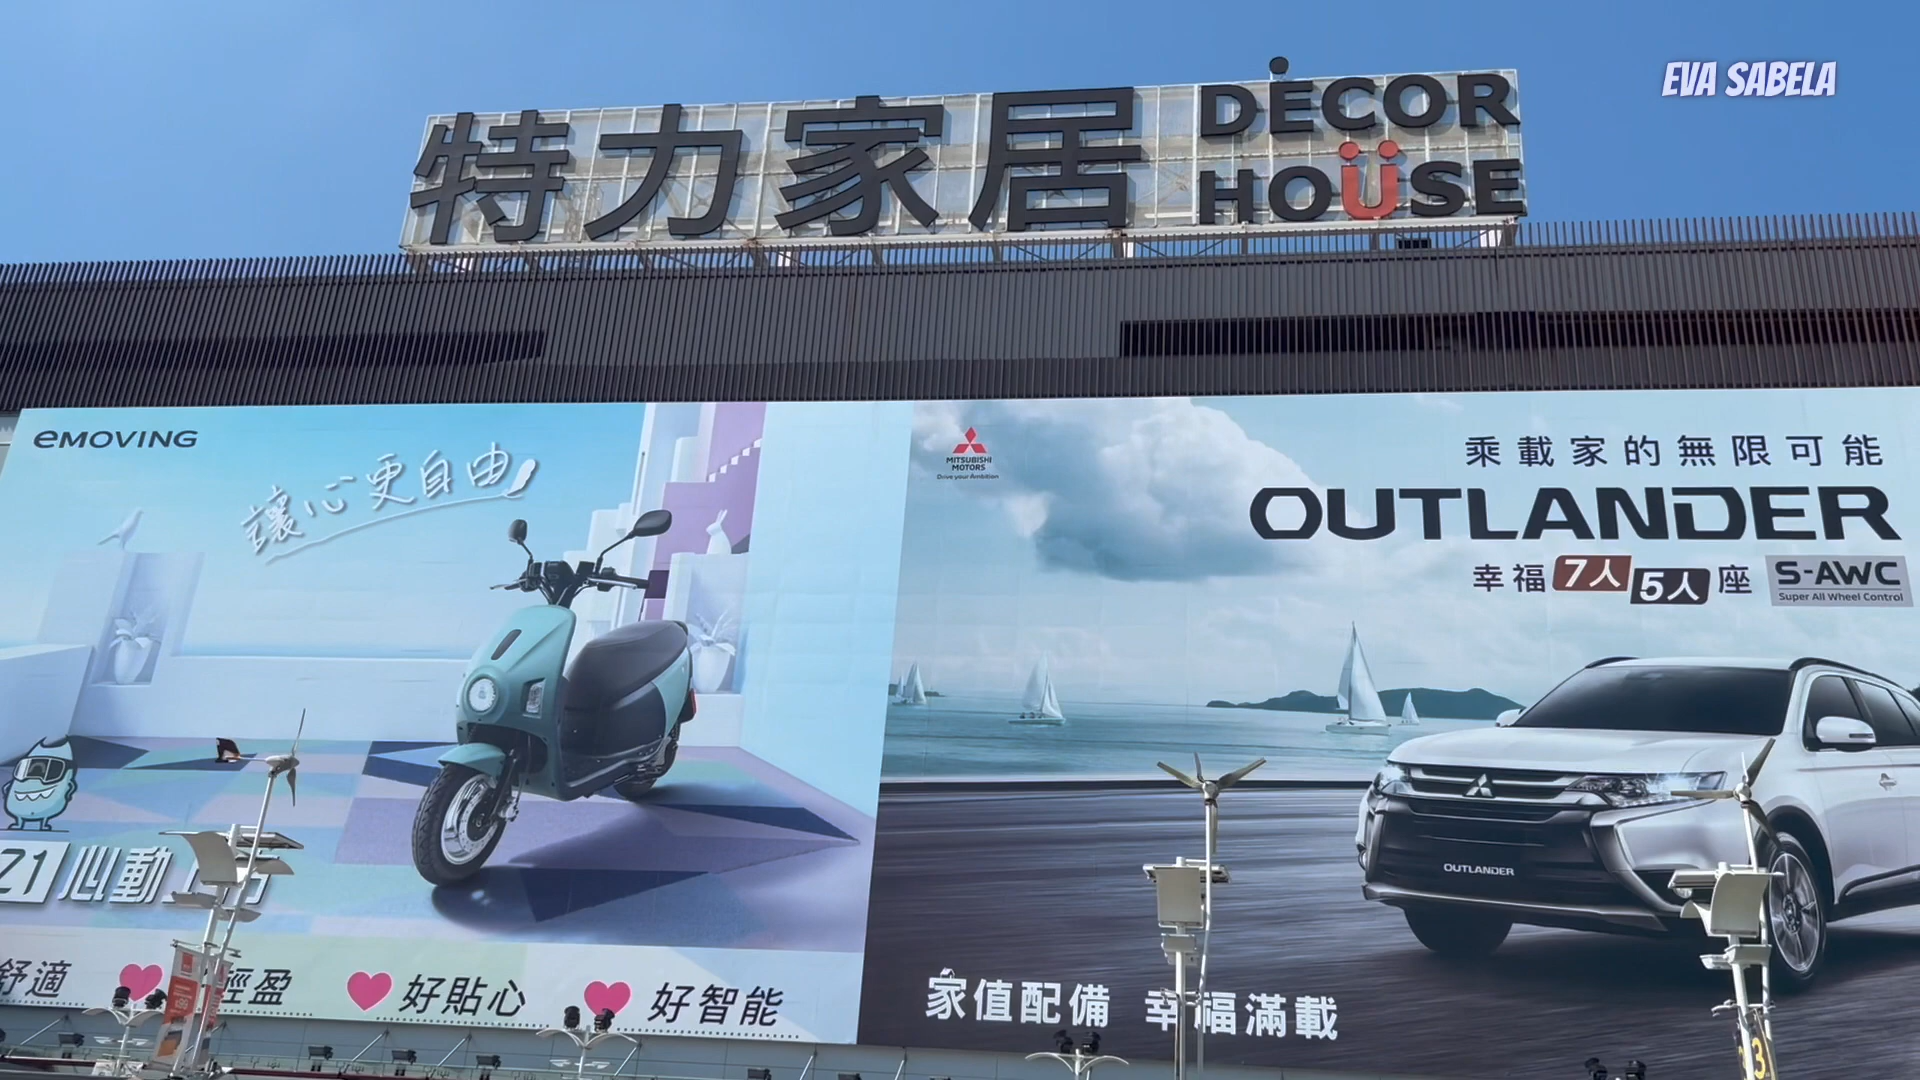 EVA SABELA
特力家居
DECOR
HOUSE
eMOVING
讓心更自由
乘載家的無限可能
MITSUBISHI
MOTORS
Drive your Ambition
OUTLANDER
幸福7人5人座
S-AWC
Super All Wheel Control
OUTLANDER
心動
舒適
輕盈
好貼心
好智能
家值配備 幸福滿載
3